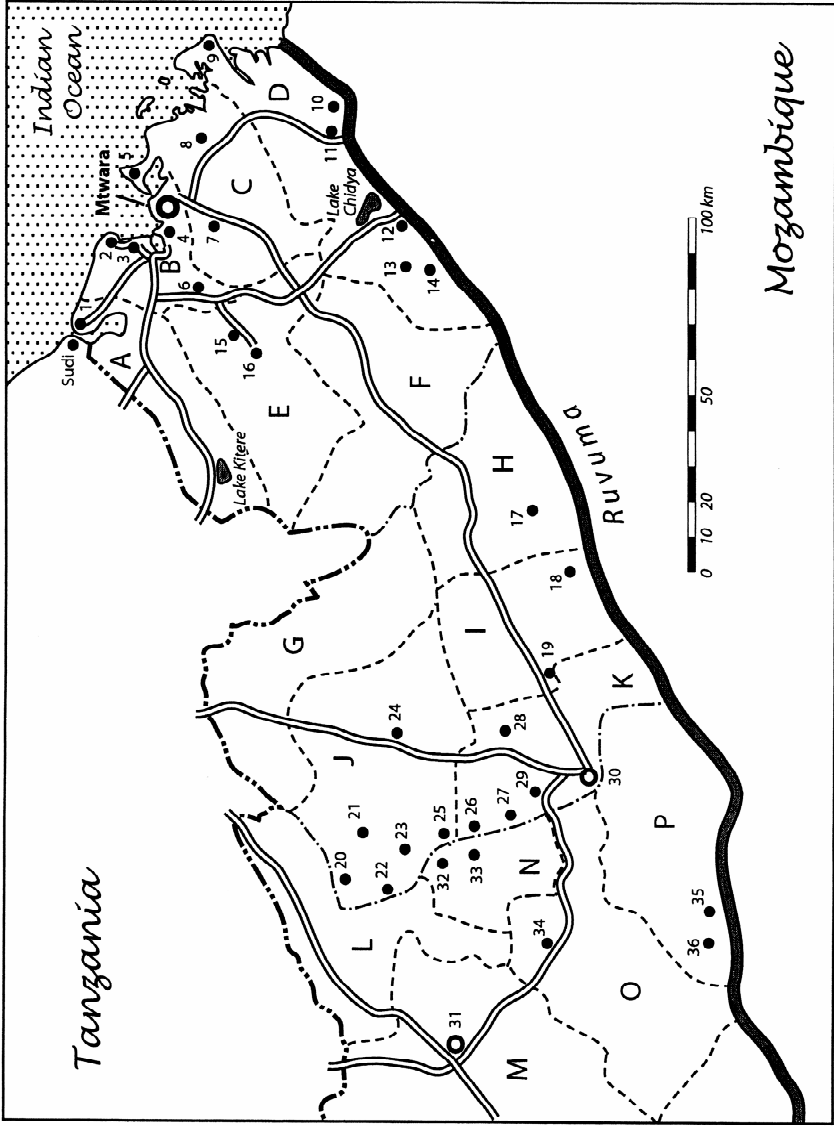 Tanzania
Indian
Ocean
Mozambique
Ruvuma
Mtwara
Sudi
Lake Kitere
Lake
Chidya
0
10
20
50
100 km
A
B
C
D
E
F
G
H
I
J
K
L
M
N
O
P
1
2
3
4
5
6
7
8
9
10
11
12
13
14
15
16
17
18
19
20
21
22
23
24
25
26
27
28
29
30
31
32
33
34
35
36